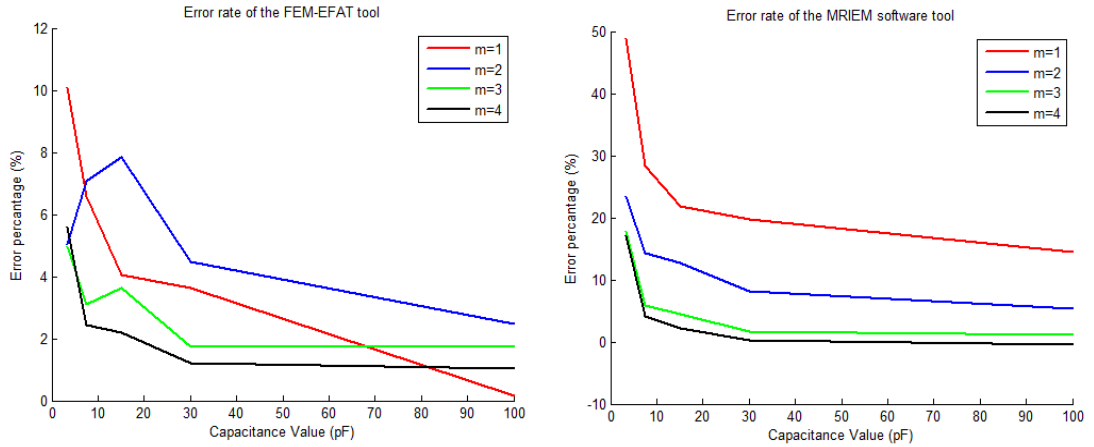 Error rate of the FEM-EFAT tool
Error percentage (%)
12
10
8
6
4
2
0
0 10 20 30 40 50 60 70 80 90 100
Capacitance Value (pF)
m=1
m=2
m=3
m=4
Error rate of the MRIEM software tool
Error percentage (%)
50
40
30
20
10
0
-10
0 10 20 30 40 50 60 70 80 90 100
Capacitance Value (pF)
m=1
m=2
m=3
m=4